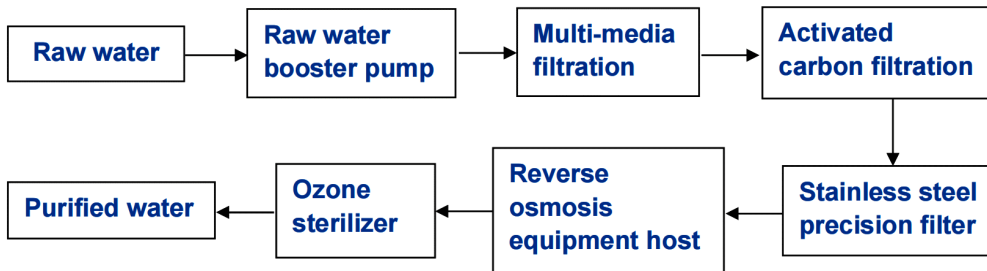 Raw water
Raw water
booster pump
Multi-media
filtration
Activated
carbon filtration
Stainless steel
precision filter
Reverse
osmosis
equipment host
Ozone
sterilizer
Purified water